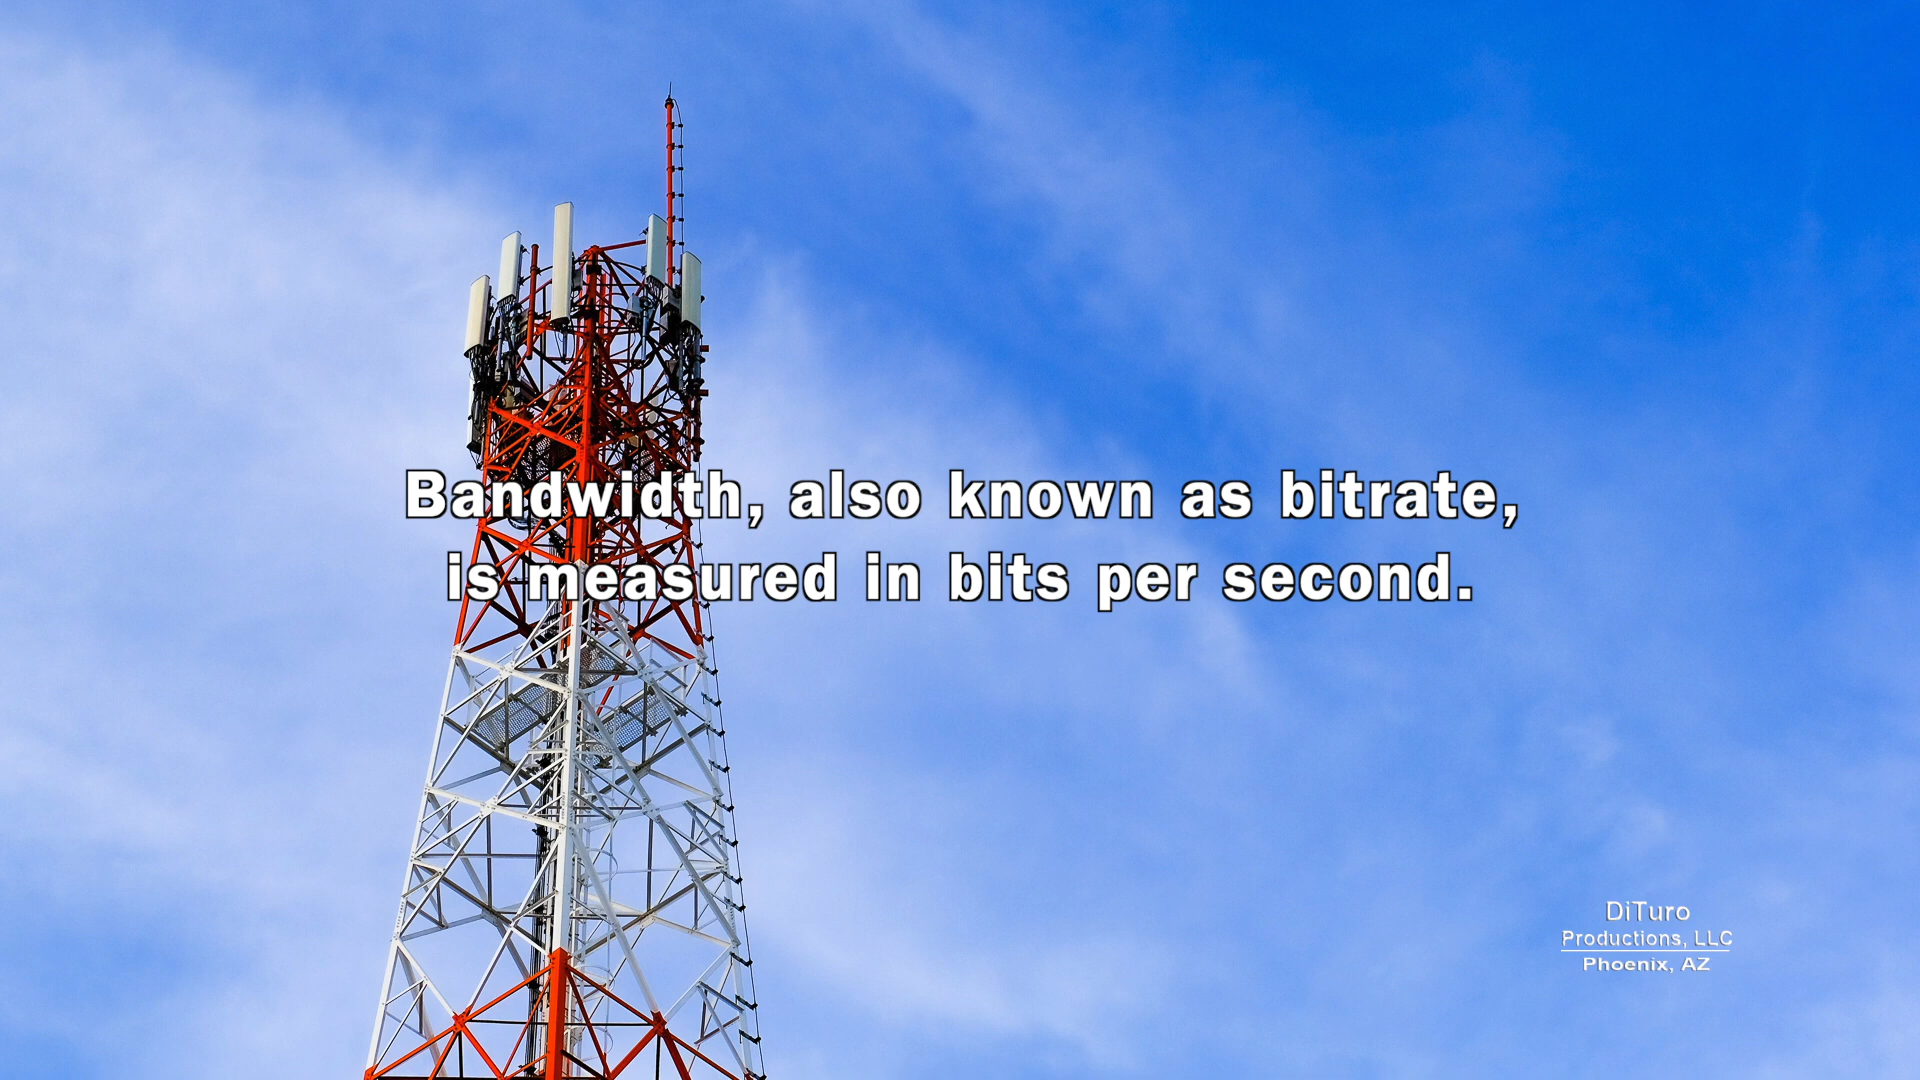 Bandwidth, also known as bitrate,
is measured in bits per second.
DiTuro
Productions, LLC
Phoenix, AZ